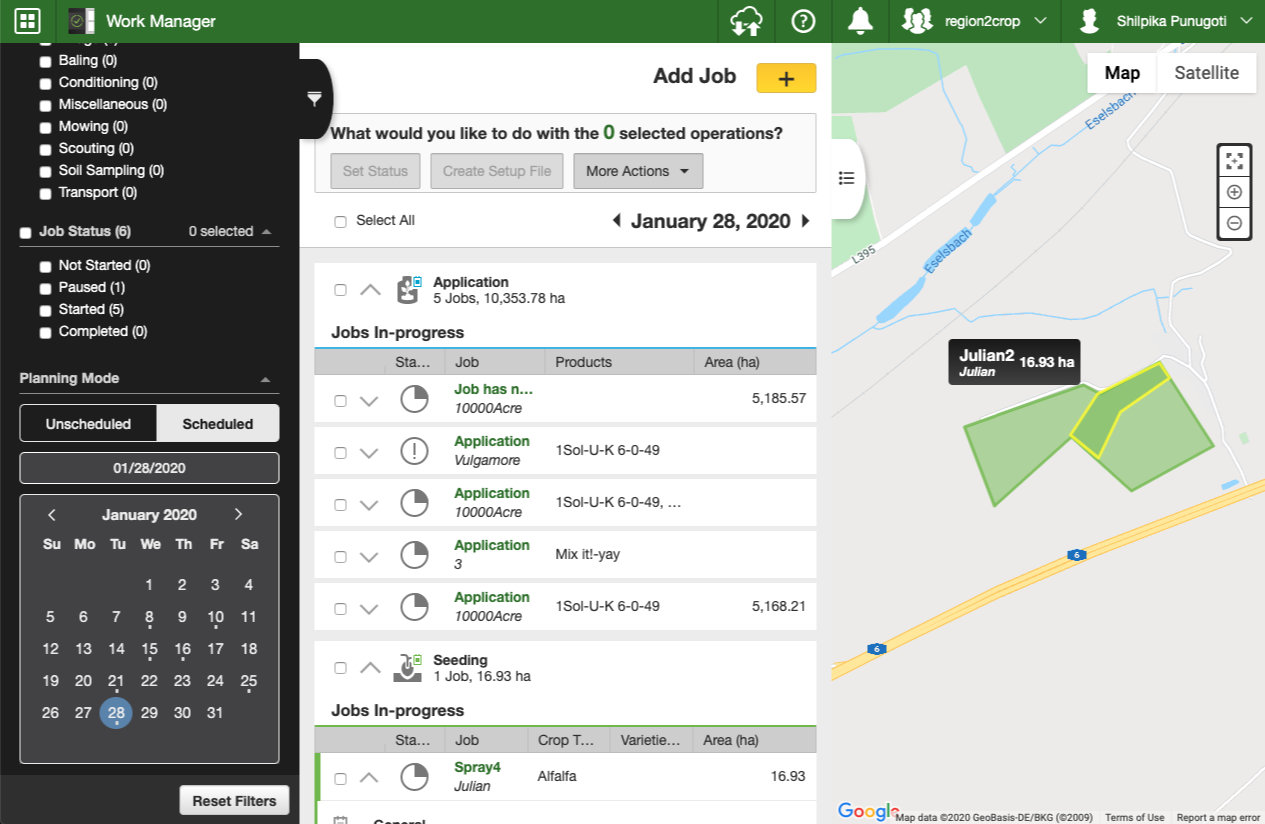 Work Manager
region2crop
Shilpika Punugoti
Baling (0)
Conditioning (0)
Miscellaneous (0)
Mowing (0)
Scouting (0)
Soil Sampling (0)
Transport (0)
Job Status (6) 0 selected
Not Started (0)
Paused (1)
Started (5)
Completed (0)
Planning Mode
Unscheduled Scheduled
01/28/2020
January 2020
Su Mo Tu We Th Fr Sa
1 2 3 4
5 6 7 8 9 10 11
12 13 14 15 16 17 18
19 20 21 22 23 24 25
26 27 28 29 30 31
Reset Filters
Add Job +
What would you like to do with the 0 selected operations?
Set Status Create Setup File More Actions
Select All
January 28, 2020
Application
5 Jobs, 10,353.78 ha
Jobs In-progress
Sta... Job Products Area (ha)
Job has n...
10000Acre
5,185.57
Application
Vulgamore
1Sol-U-K 6-0-49
Application
10000Acre
1Sol-U-K 6-0-49, ...
Application
3
Mix it!-yay
Application
10000Acre
1Sol-U-K 6-0-49
5,168.21
Seeding
1 Job, 16.93 ha
Jobs In-progress
Sta... Job Crop T... Varietie... Area (ha)
Spray4
Julian
Alfalfa
16.93
General
Map Satellite
Eselsbach
L395
Eselsbach
Julian2 16.93 ha
Julian
6
6
Google
Map data ©2020 GeoBasis-DE/BKG (©2009) Terms of Use Report a map error